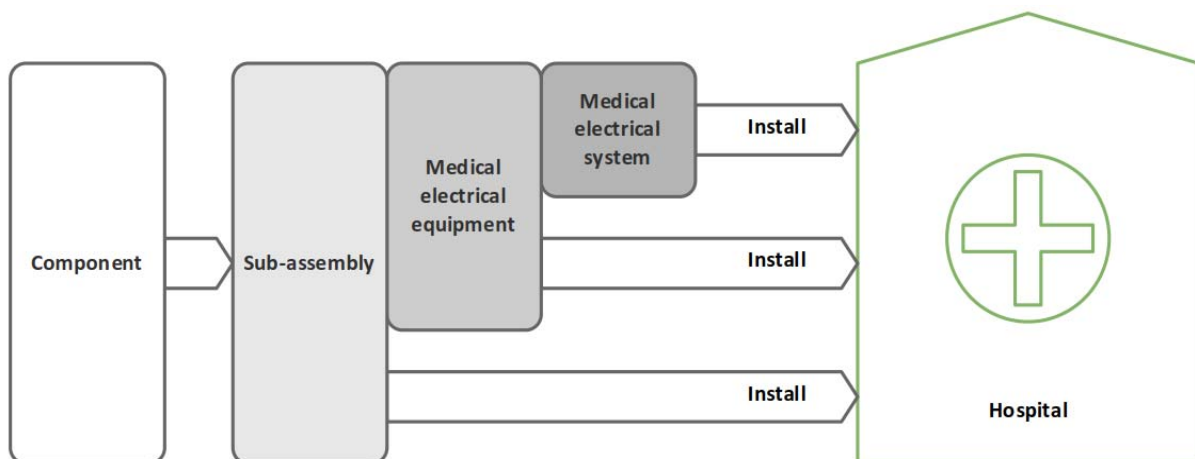 Component
Sub-assembly
Medical
electrical
equipment
Medical
electrical
system
Install
Install
Install
Hospital